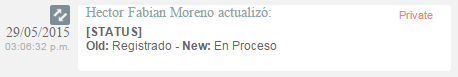 Hector Fabian Moreno actualizó:
Private
29/05/2015
03:06:32 p.m.
[STATUS]
Old: Registrado - New: En Proceso